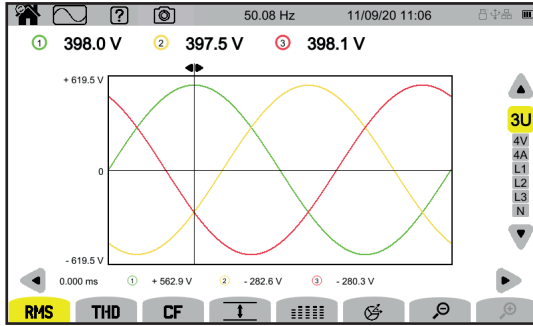 ? 50.08 Hz 11/09/20 11:06
1 398.0 V 2 397.5 V 3 398.1 V
+ 619.5 V
0
- 619.5 V
3U
4V
4A
L1
L2
L3
N
0.000 ms 1 + 562.9 V 2 - 282.6 V 3 - 280.3 V
RMS THD CF